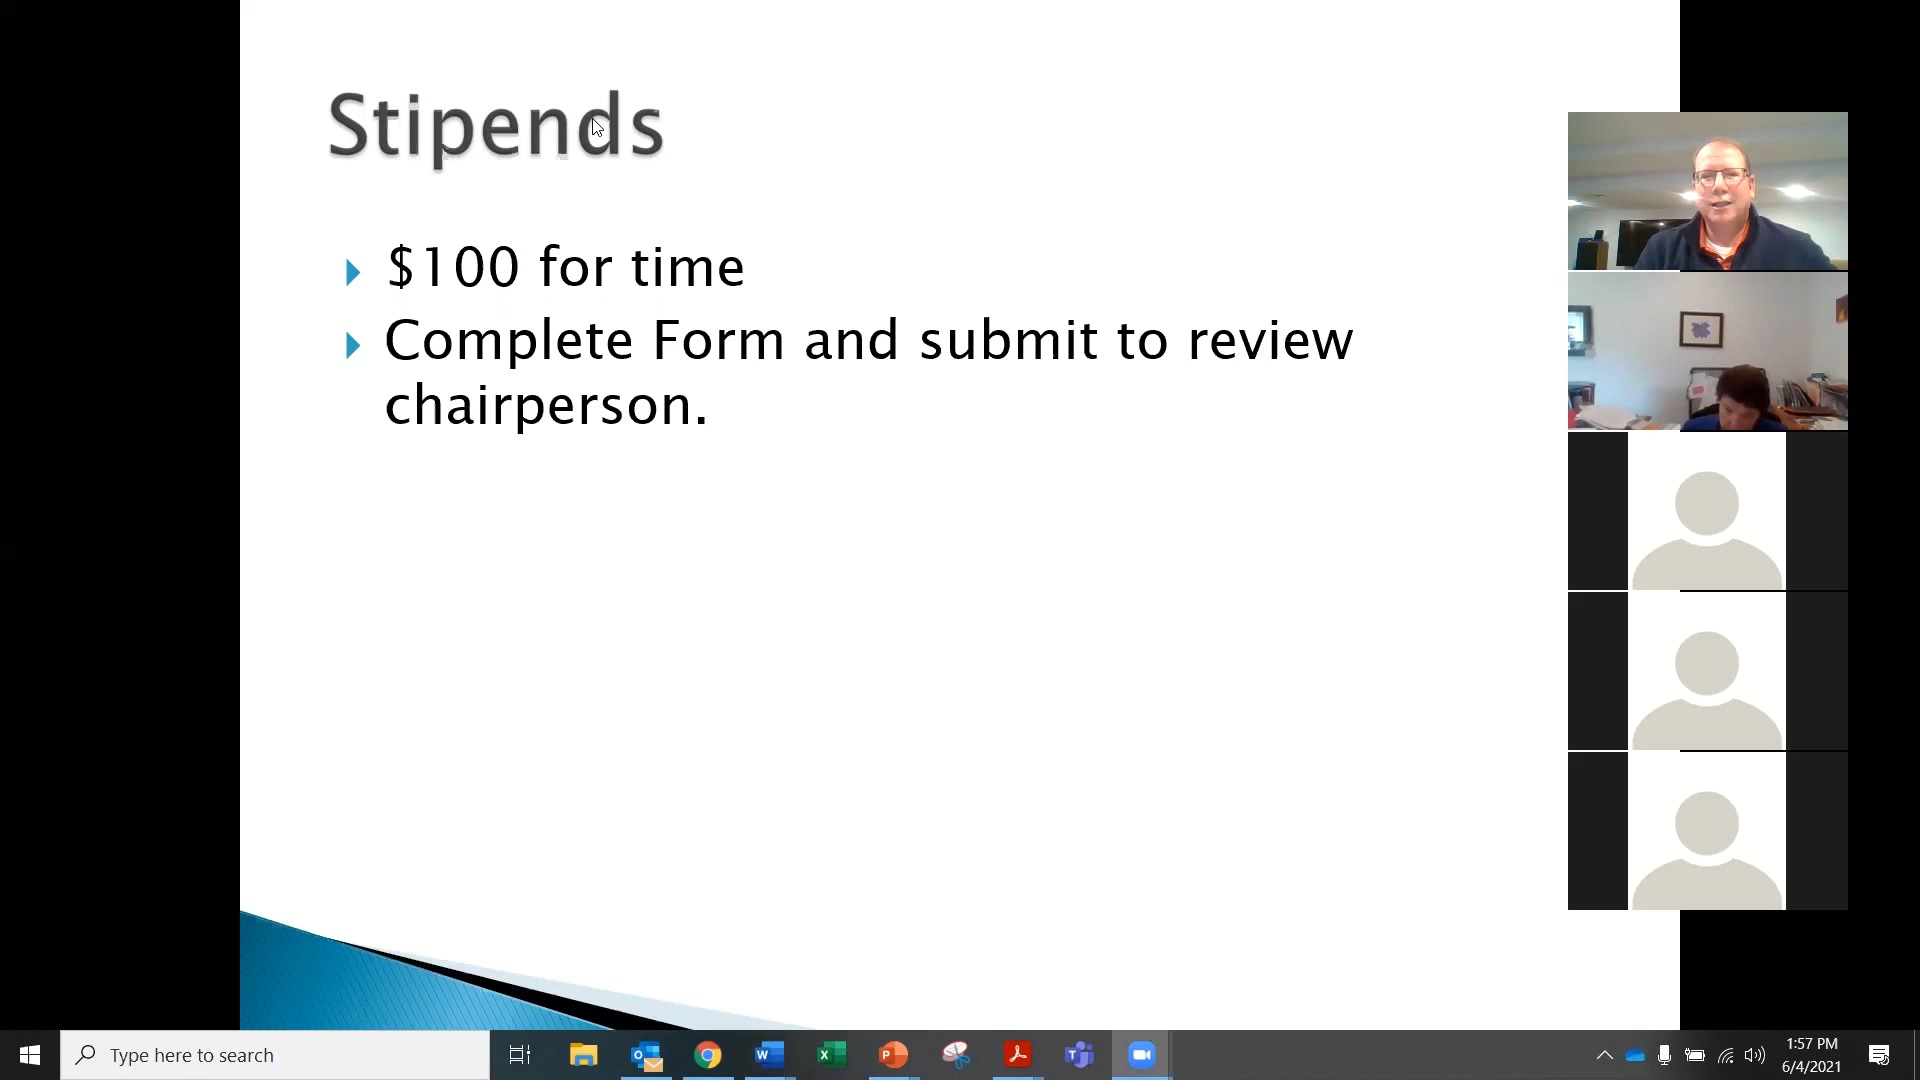 Stipends
$100 for time
Complete Form and submit to review
chairperson.
Type here to search
1:57 PM
6/4/2021